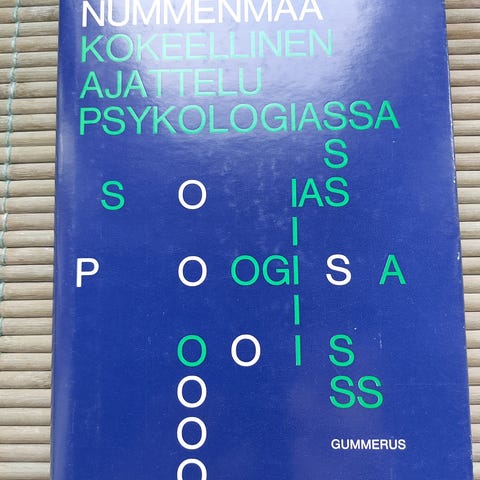 NUMMENMAA
KOKEELLINEN
AJATTELU
PSYKOLOGIASSA
S
S O IAS
I
P O OGI S A
I
O O I S
O SS
O
GUMMERUS
O